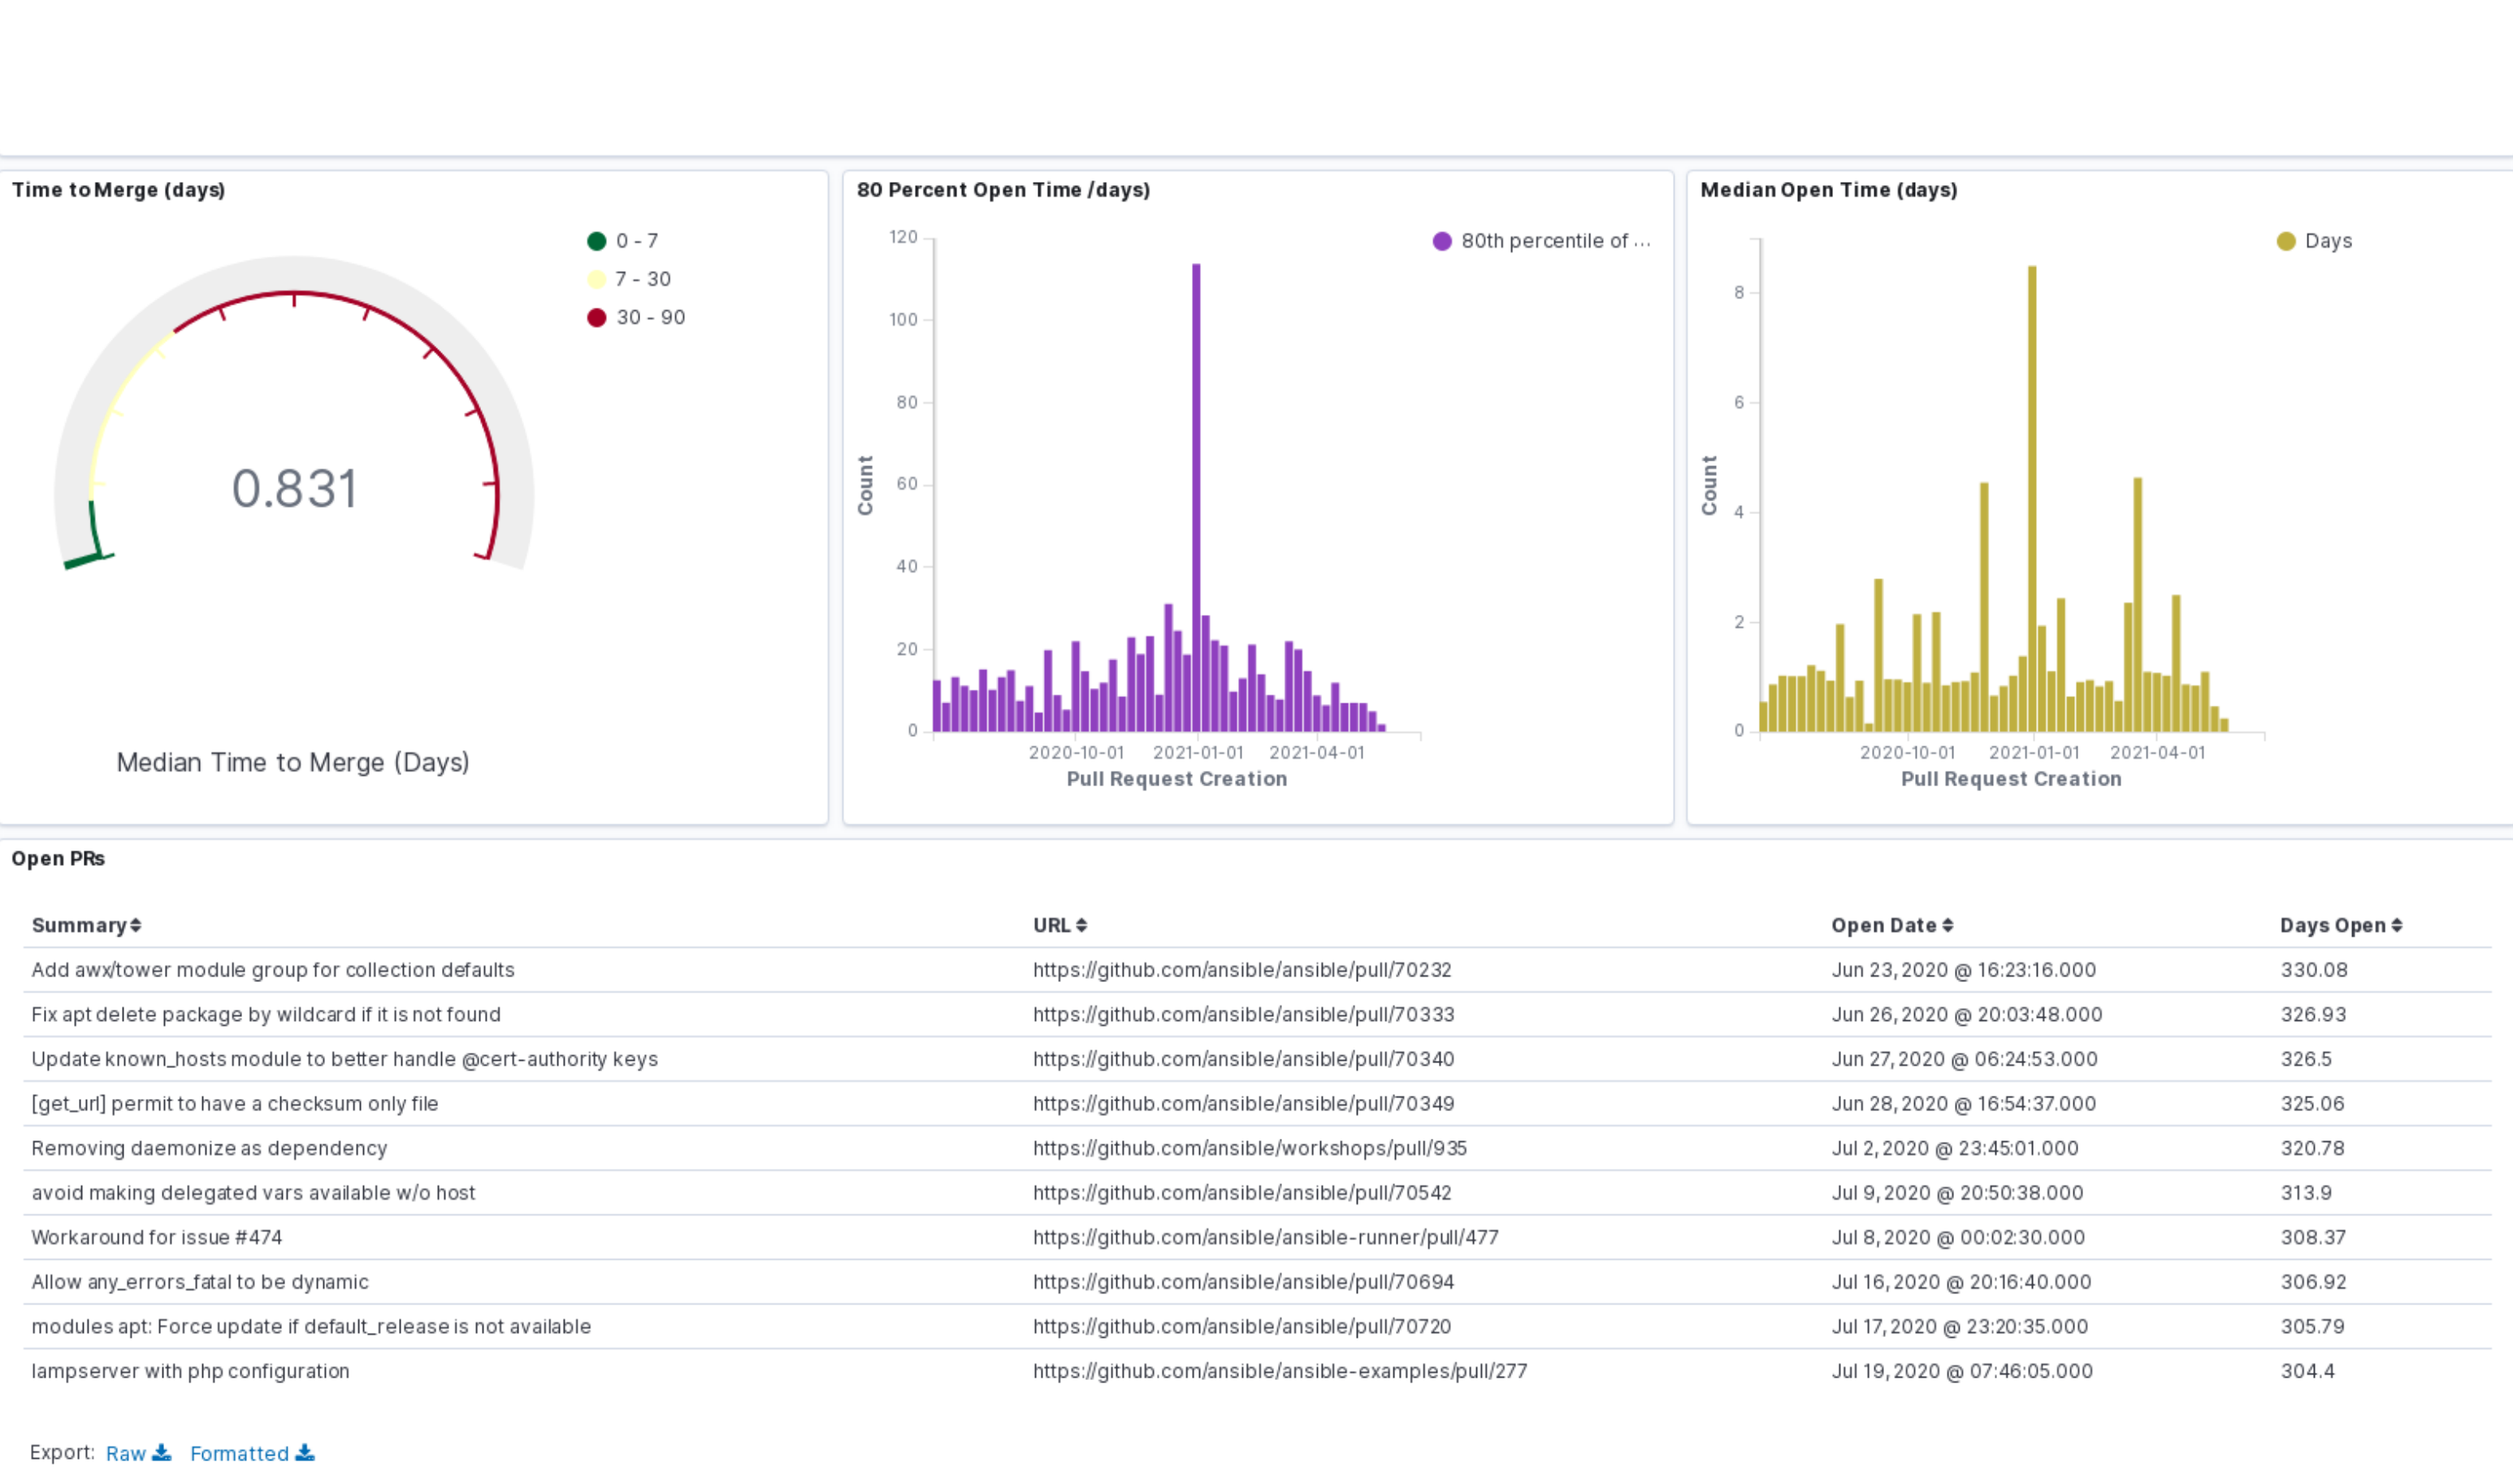 Time to Merge (days)
0 - 7
7 - 30
30 - 90
0.831
Median Time to Merge (Days)
80 Percent Open Time /days)
80th percentile of ...
120
100
80
60
40
20
0
Count
2020-10-01 2021-01-01 2021-04-01
Pull Request Creation
Median Open Time (days)
Days
8
6
4
2
0
Count
2020-10-01 2021-01-01 2021-04-01
Pull Request Creation
Open PRs
Summary URL Open Date Days Open
Add awx/tower module group for collection defaults https://github.com/ansible/ansible/pull/70232 Jun 23, 2020 @ 16:23:16.000 330.08
Fix apt delete package by wildcard if it is not found https://github.com/ansible/ansible/pull/70333 Jun 26, 2020 @ 20:03:48.000 326.93
Update known_hosts module to better handle @cert-authority keys https://github.com/ansible/ansible/pull/70340 Jun 27, 2020 @ 06:24:53.000 326.5
[get_url] permit to have a checksum only file https://github.com/ansible/ansible/pull/70349 Jun 28, 2020 @ 16:54:37.000 325.06
Removing daemonize as dependency https://github.com/ansible/workshops/pull/935 Jul 2, 2020 @ 23:45:01.000 320.78
avoid making delegated vars available w/o host https://github.com/ansible/ansible/pull/70542 Jul 9, 2020 @ 20:50:38.000 313.9
Workaround for issue #474 https://github.com/ansible/ansible-runner/pull/477 Jul 8, 2020 @ 00:02:30.000 308.37
Allow any_errors_fatal to be dynamic https://github.com/ansible/ansible/pull/70694 Jul 16, 2020 @ 20:16:40.000 306.92
modules apt: Force update if default_release is not available https://github.com/ansible/ansible/pull/70720 Jul 17, 2020 @ 23:20:35.000 305.79
lampserver with php configuration https://github.com/ansible/ansible-examples/pull/277 Jul 19, 2020 @ 07:46:05.000 304.4
Export: Raw Formatted